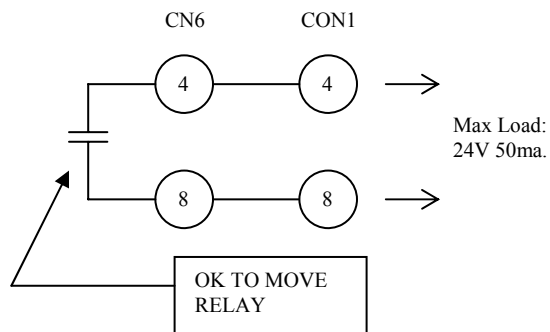 CN6 CON1
4 4
Max Load:
24V 50ma.
8 8
OK TO MOVE
RELAY